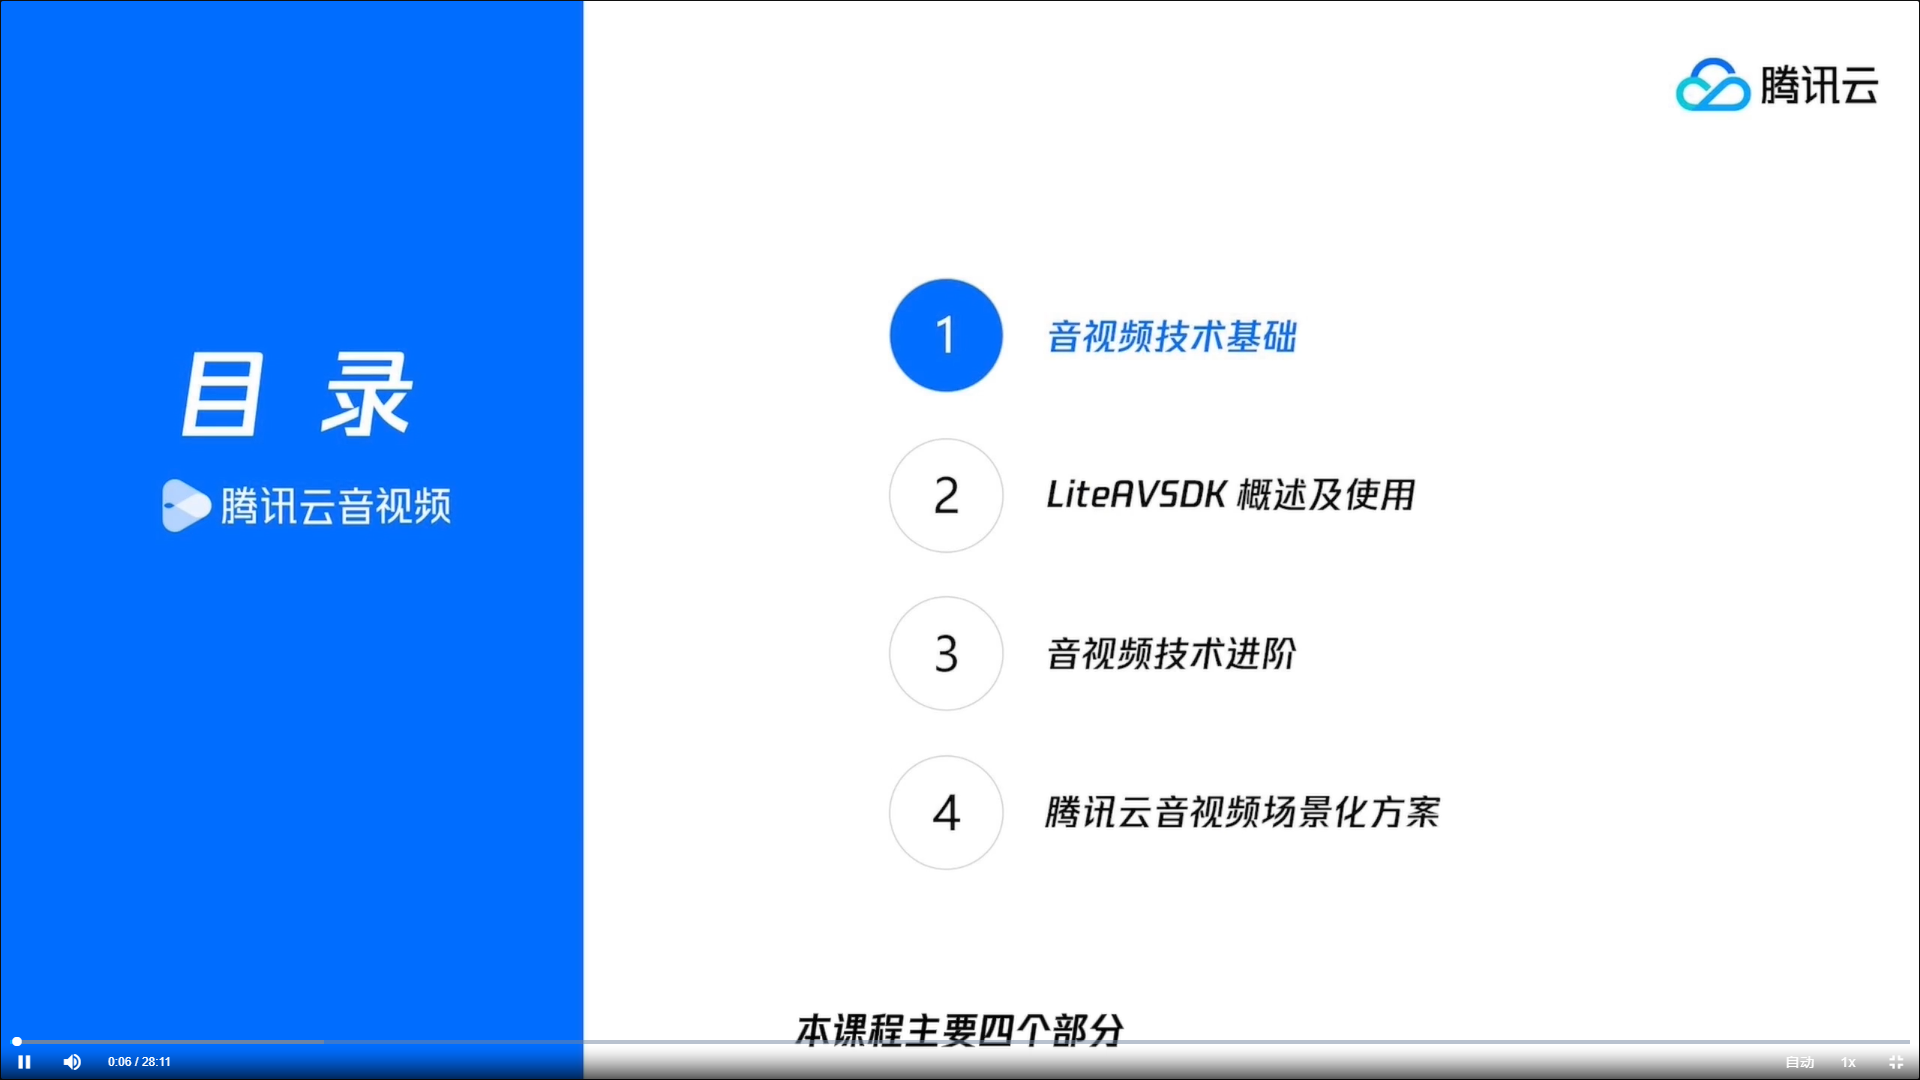 腾讯云
目录
腾讯云音视频
1 音视频技术基础
2 LiteAVSDK 概述及使用
3 音视频技术进阶
4 腾讯云音视频场景化方案
本课程主要四个部分
0:06 / 28:11 自动 1x